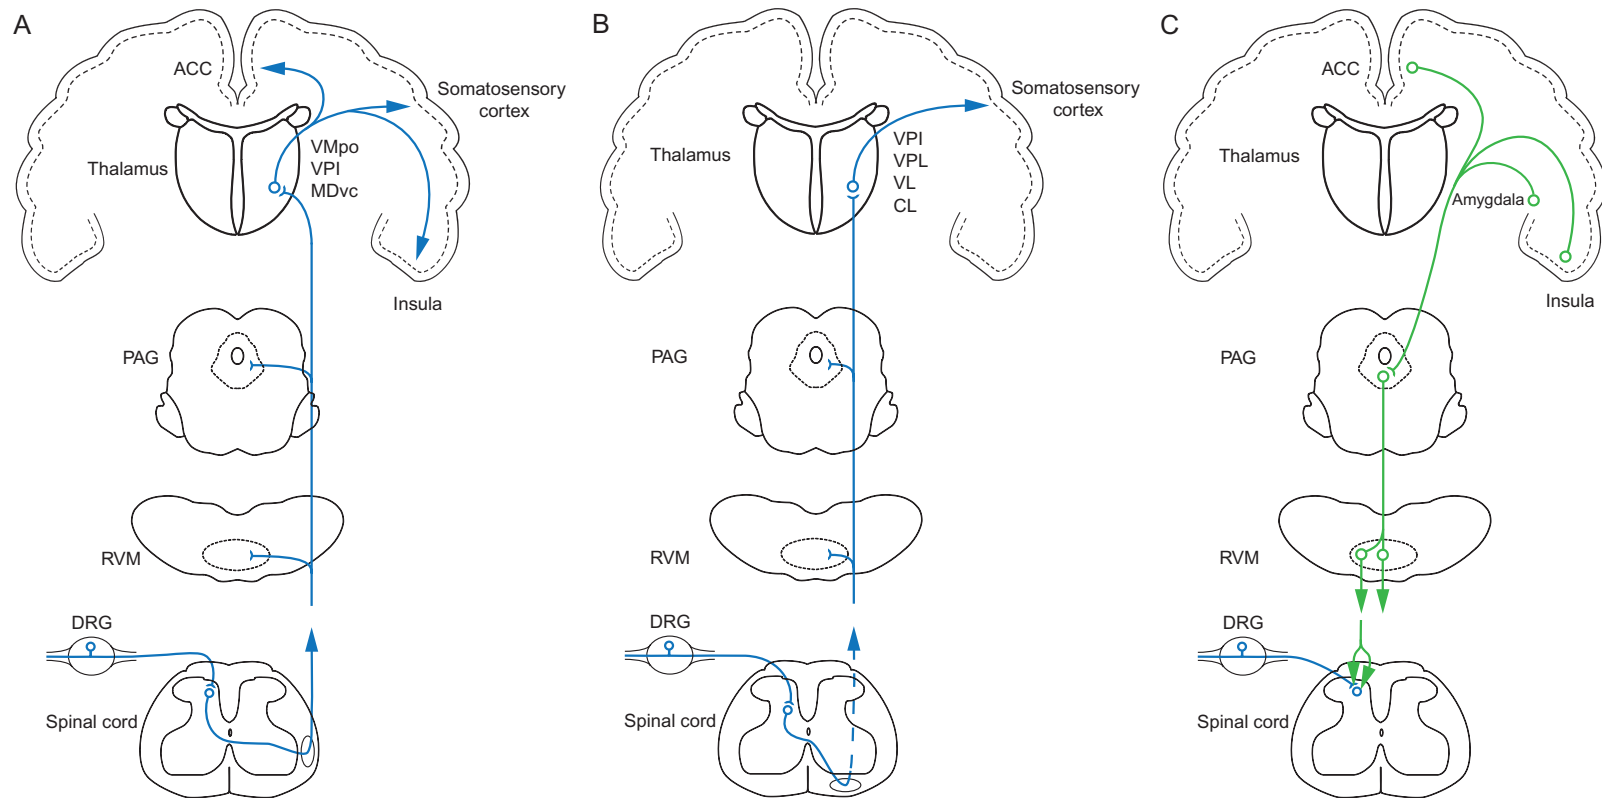 A
ACC
Somatosensory
cortex
Thalamus
VMpo
VPI
MDvc
Insula
PAG
RVM
DRG
Spinal cord
B
Somatosensory
cortex
Thalamus
VPI
VPL
VL
CL
PAG
RVM
DRG
Spinal cord
C
ACC
Thalamus
Amygdala
Insula
PAG
RVM
DRG
Spinal cord